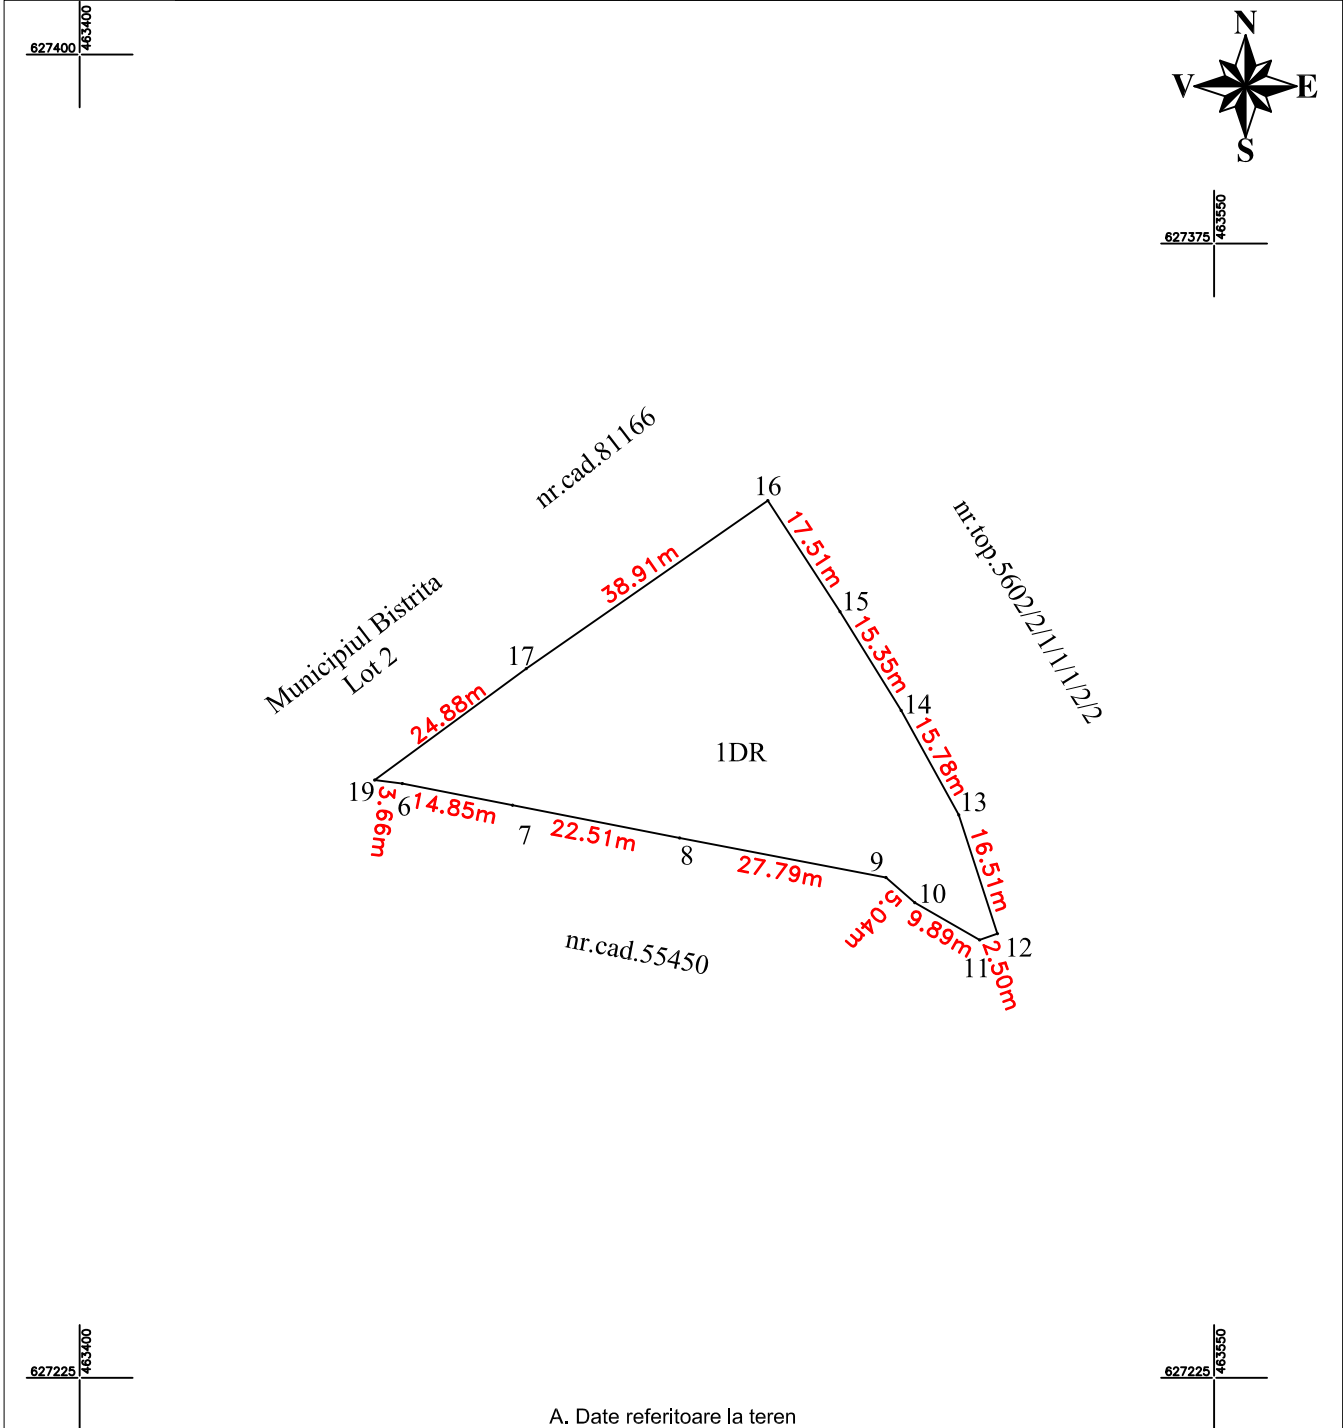 463400
627400
N
V
E
S
463550
627375
nr.cad.81166
16
17.51m
nr.top.5602/2/1/1/1/2/2
38.91m
Municipiul Bistrita
Lot 2
15
15.35m
17
24.88m
14
15.78m
1DR
19
3.66m
6
14.85m
13
7
22.51m
8
27.79m
16.51m
9
5.04m
10
9.89m
11
2.50m
12
nr.cad.55450
463400
627225
463550
627225
A. Date referitoare la teren